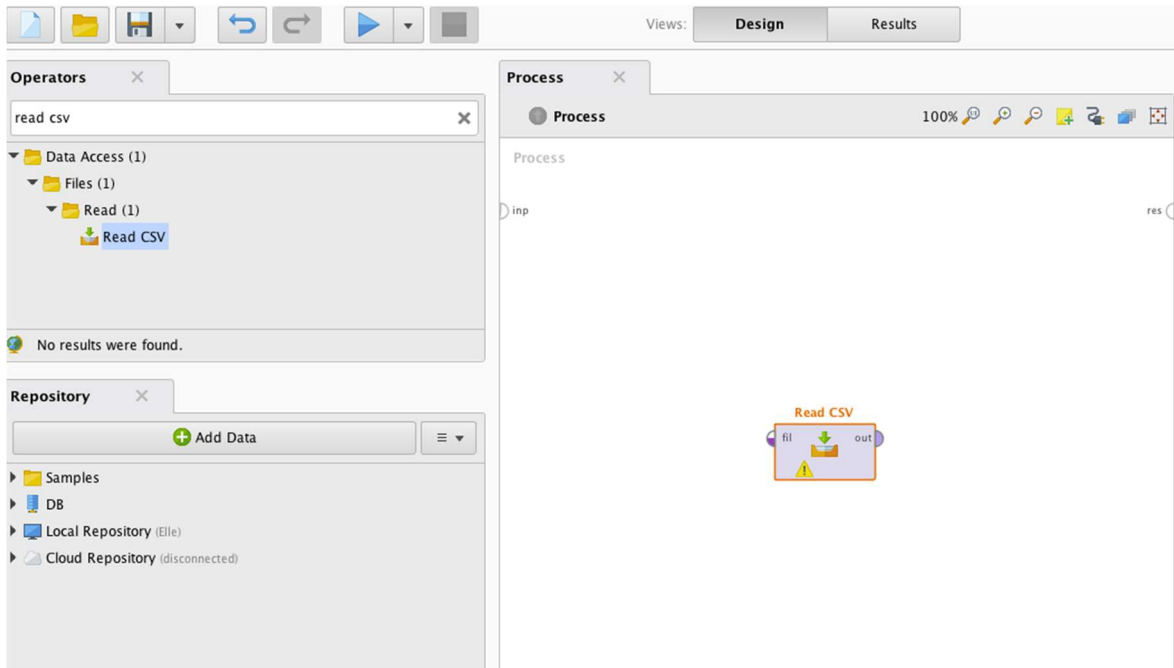 Views:
Design
Results
Operators
read csv
Data Access (1)
Files (1)
Read (1)
Read CSV
No results were found.
Repository
Add Data
Samples
DB
Local Repository (Elle)
Cloud Repository (disconnected)
Process
Process
100%
Process
inp
res
Read CSV
fil
out